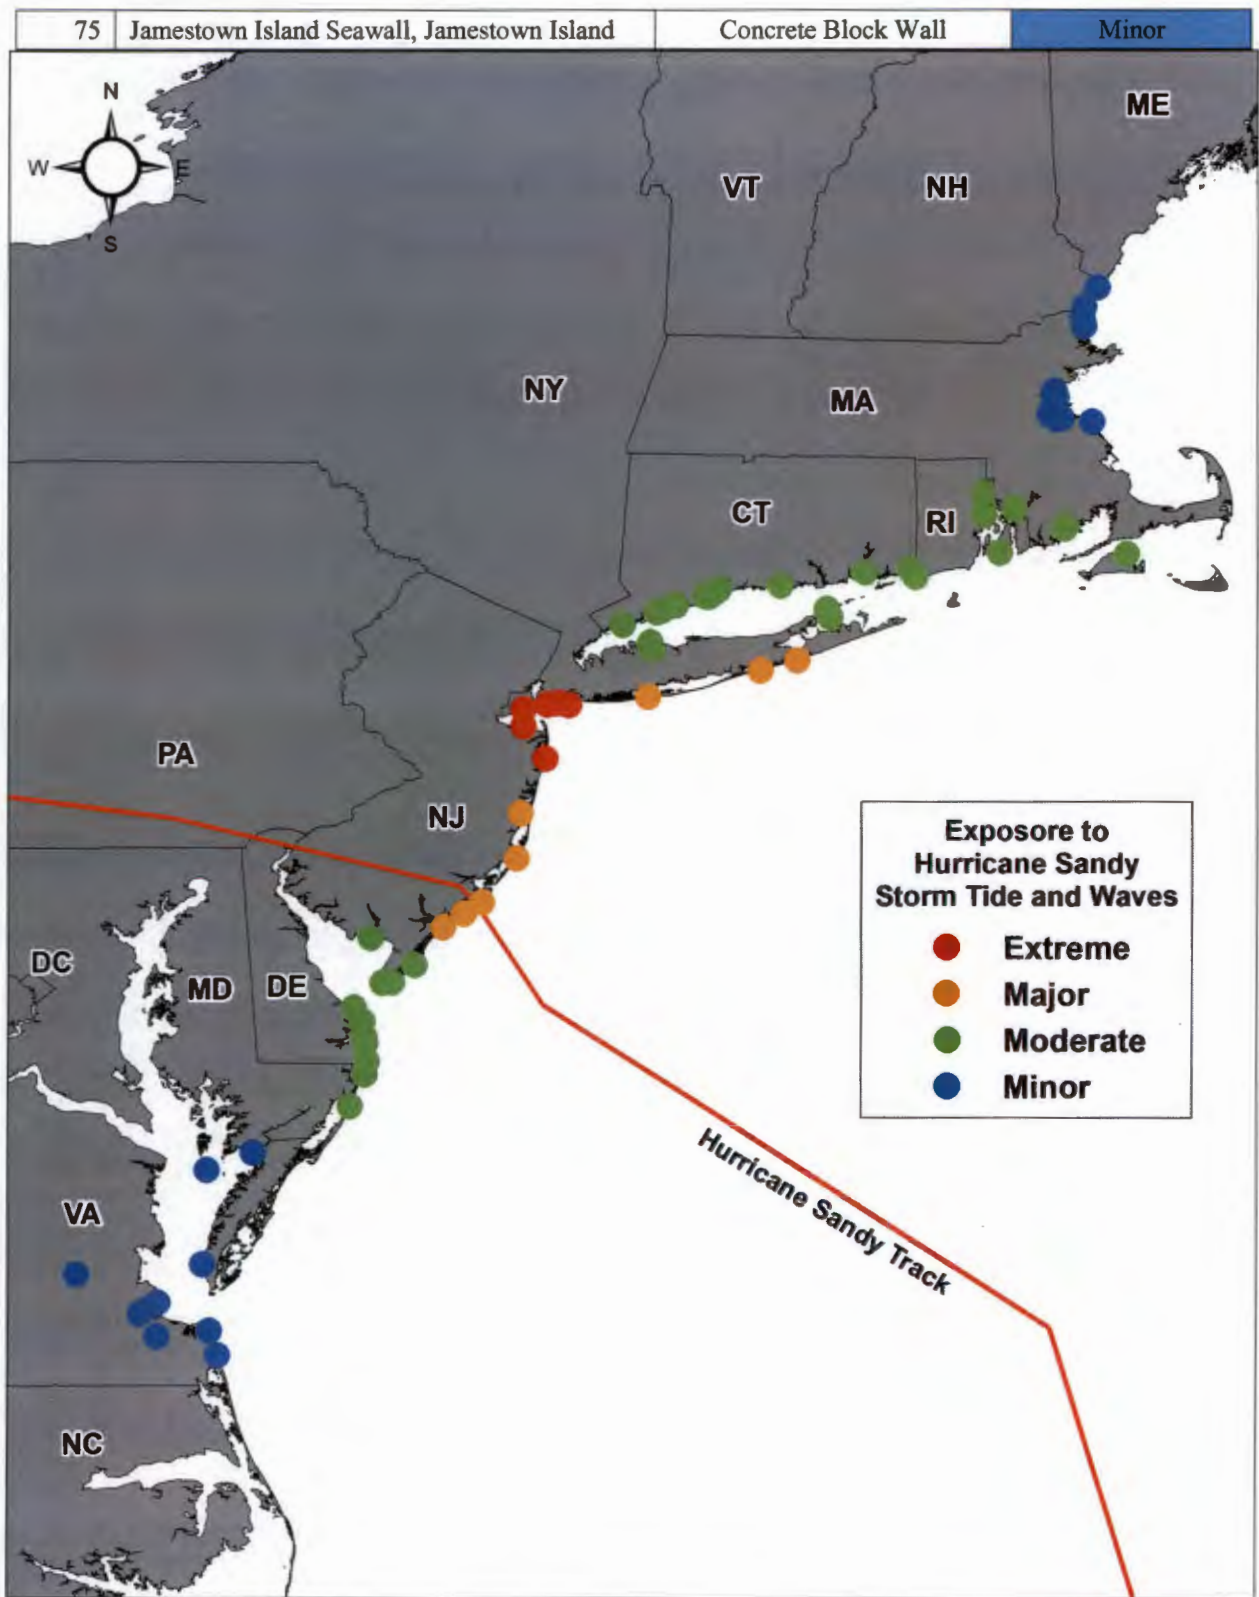 75 Jamestown Island Seawall, Jamestown Island Concrete Block Wall Minor
N
W E
S
ME
VT NH
NY
MA
CT
RI
PA
NJ
Exposore to
Hurricane Sandy
Storm Tide and Waves
Extreme
Major
Moderate
Minor
DC
MD DE
Hurricane Sandy Track
VA
NC